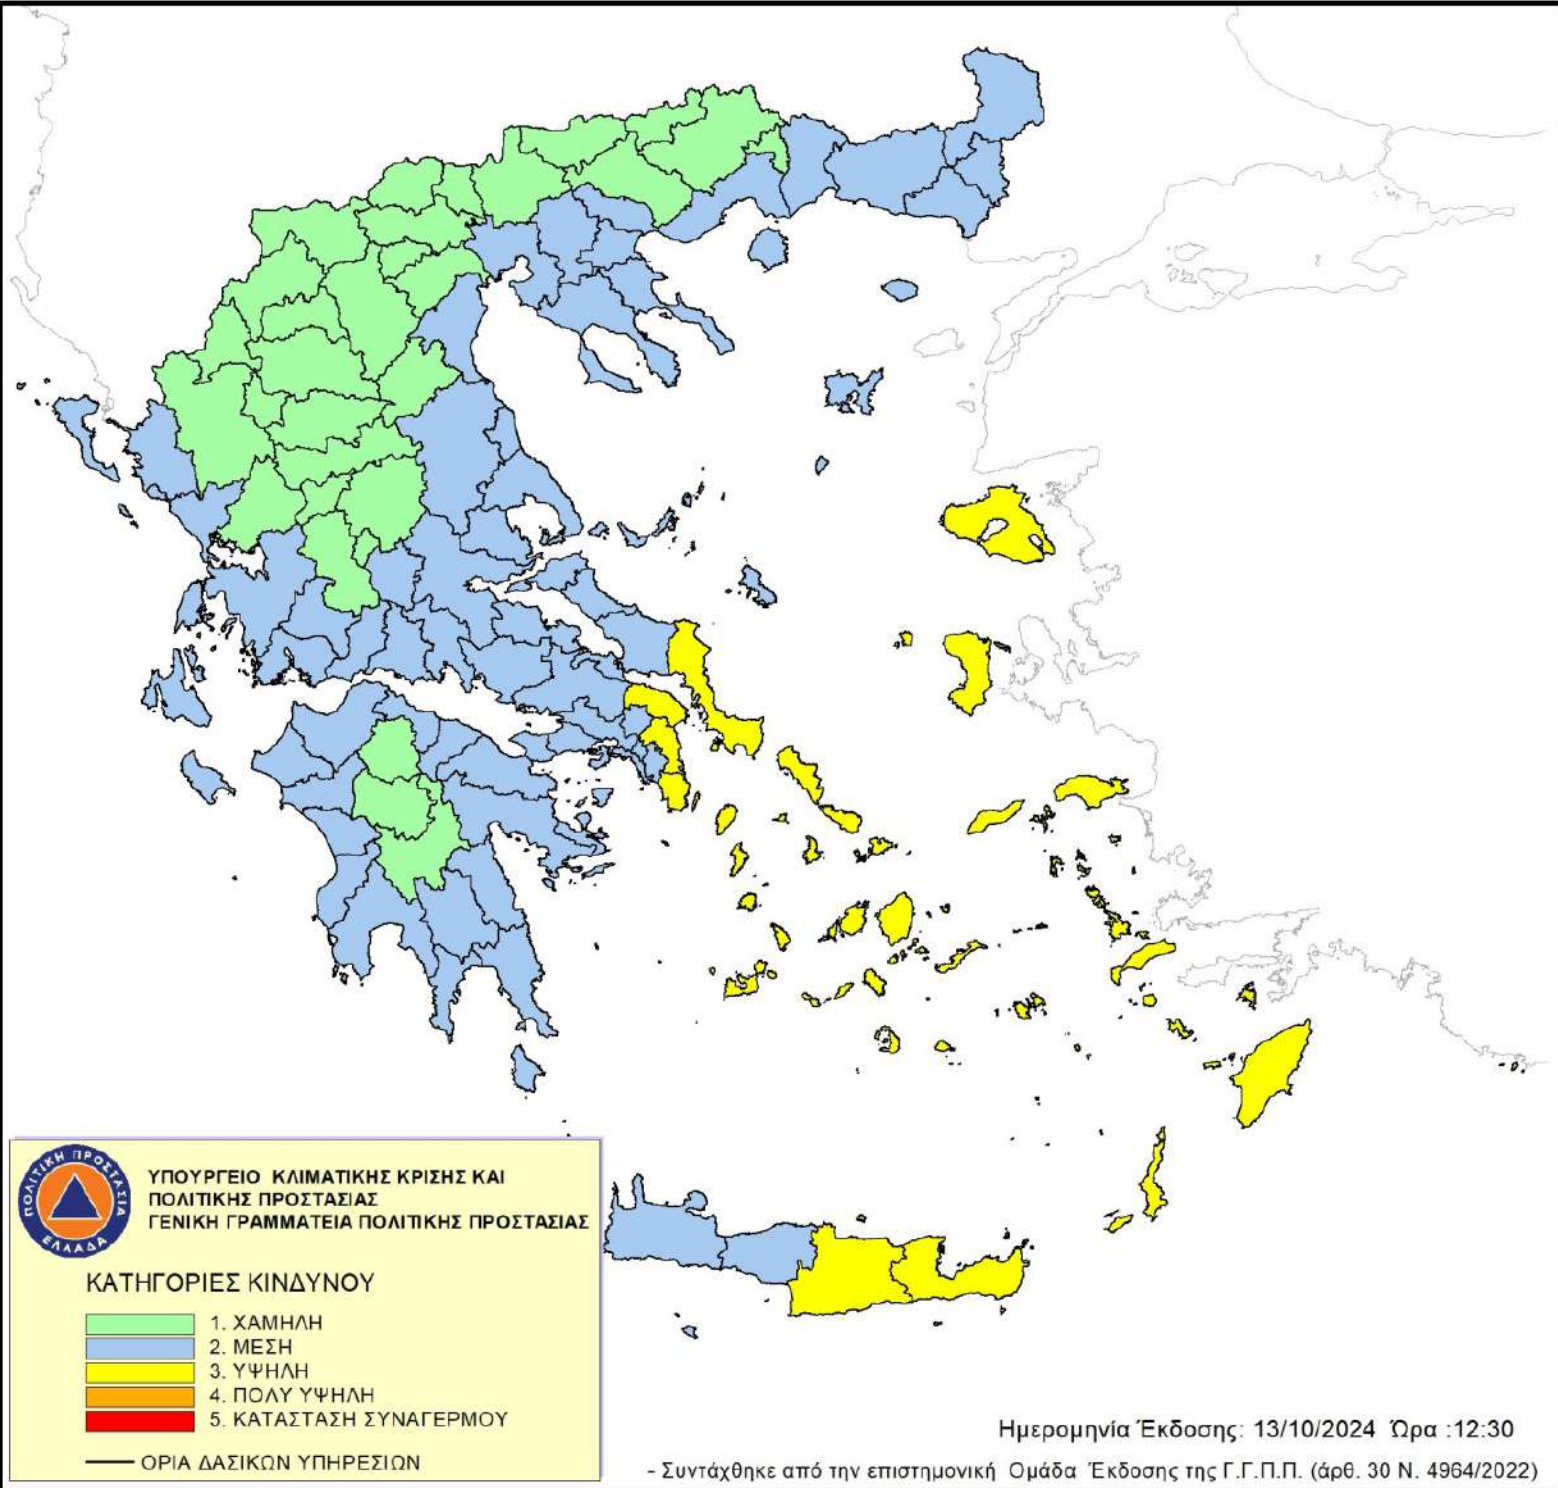 ΠΟΛΙΤΙΚΗ ΠΡΟΣΤΑΣΙΑ
ΕΛΛΑΔΑ
ΥΠΟΥΡΓΕΙΟ ΚΛΙΜΑΤΙΚΗΣ ΚΡΙΣΗΣ ΚΑΙ
ΠΟΛΙΤΙΚΗΣ ΠΡΟΣΤΑΣΙΑΣ
ΓΕΝΙΚΗ ΓΡΑΜΜΑΤΕΙΑ ΠΟΛΙΤΙΚΗΣ ΠΡΟΣΤΑΣΙΑΣ
ΚΑΤΗΓΟΡΙΕΣ ΚΙΝΔΥΝΟΥ
1. ΧΑΜΗΛΗ
2. ΜΕΣΗ
3. ΥΨΗΛΗ
4. ΠΟΛΥ ΥΨΗΛΗ
5. ΚΑΤΑΣΤΑΣΗ ΣΥΝΑΓΕΡΜΟΥ
ΟΡΙΑ ΔΑΣΙΚΩΝ ΥΠΗΡΕΣΙΩΝ
Ημερομηνία Έκδοσης: 13/10/2024 Ώρα :12:30
- Συντάχθηκε από την επιστημονική Ομάδα Έκδοσης της Γ.Γ.Π.Π. (άρθ. 30 Ν. 4964/2022)